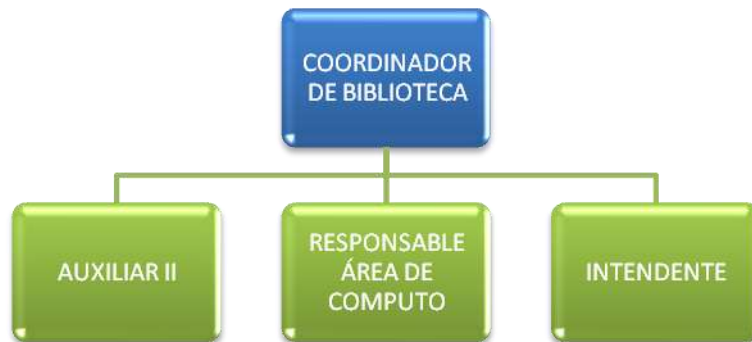 COORDINADOR
DE BIBLIOTECA
AUXILIAR II
RESPONSABLE
ÁREA DE
COMPUTO
INTENDENTE